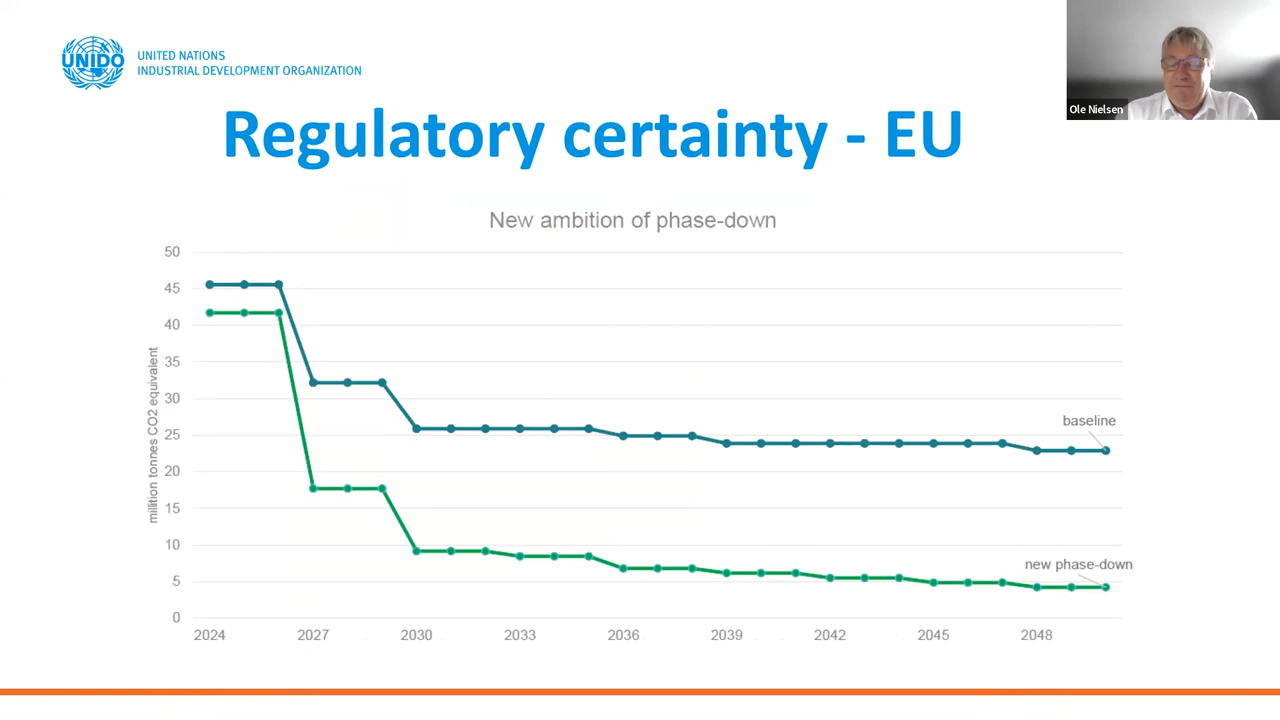 UNIDO
UNITED NATIONS
INDUSTRIAL DEVELOPMENT ORGANIZATION
Ole Nielsen
Regulatory certainty - EU
New ambition of phase-down
millition tonnes CO2 equivalent
50
45
40
35
30
25
20
15
10
5
0
baseline
new phase-down
2024 2027 2030 2033 2036 2039 2042 2045 2048